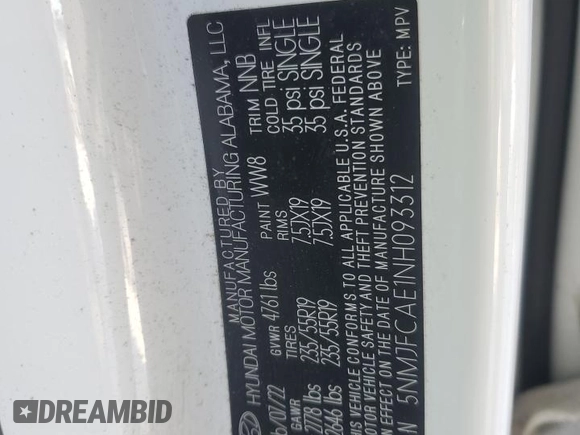 MANUFACTURED BY
HYUNDAI MOTOR MANUFACTURING ALABAMA, LLC
07/22 GVWR 4761 lbs PAINT WW8 TRIM NNB
GAWR TIRES RIMS COLD TIRE INFL
2778 lbs 235/55R19 7.5JX19 35 psi SINGLE
2646 lbs 235/55R19 7.5JX19 35 psi SINGLE
THIS VEHICLE CONFORMS TO ALL APPLICABLE U.S.A. FEDERAL
MOTOR VEHICLE SAFETY AND THEFT PREVENTION STANDARDS
IN EFFECT ON THE DATE OF MANUFACTURE SHOWN ABOVE
5NMJFCAE1NH093312 TYPE: MPV
DREAMBID